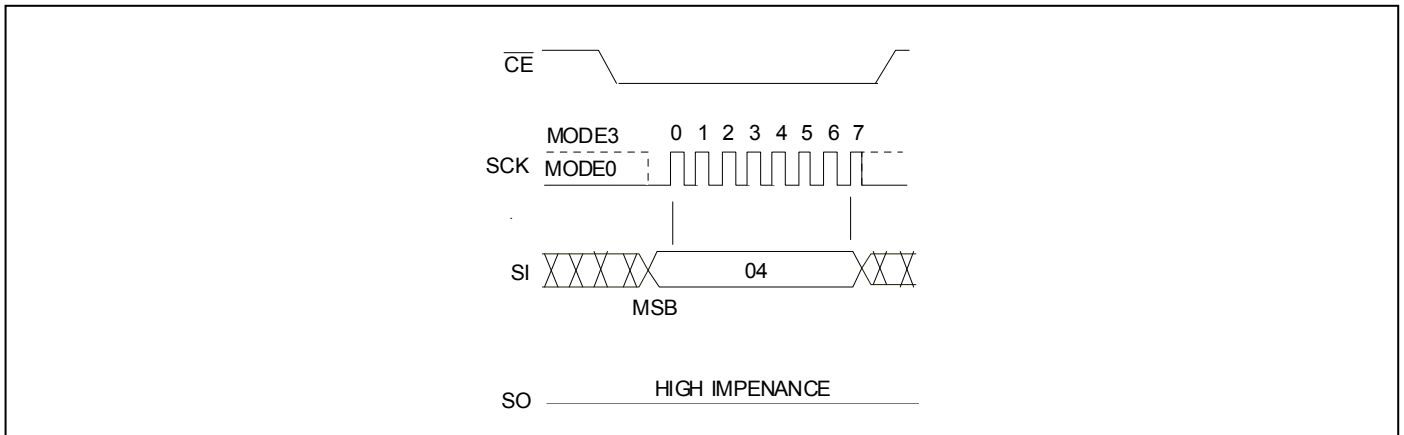 CE
MODE3
0 1 2 3 4 5 6 7
SCK MODE0
SI 04
MSB
HIGH IMPENANCE
SO